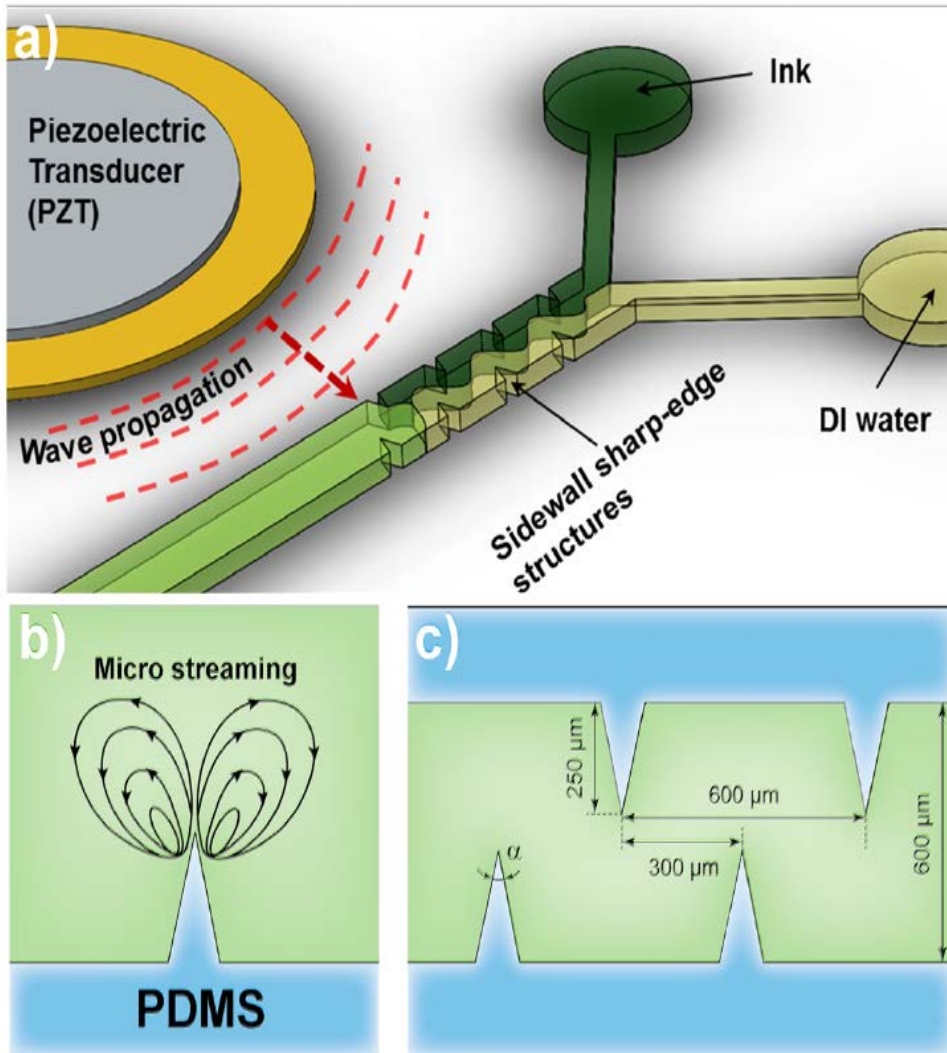 a)
Piezoelectric
Transducer
(PZT)
Ink
Wave propagation
DI water
Sidewall sharp-edge
structures
b)
Micro streaming
PDMS
c)
250 µm
600 µm
300 µm
600 µm
α